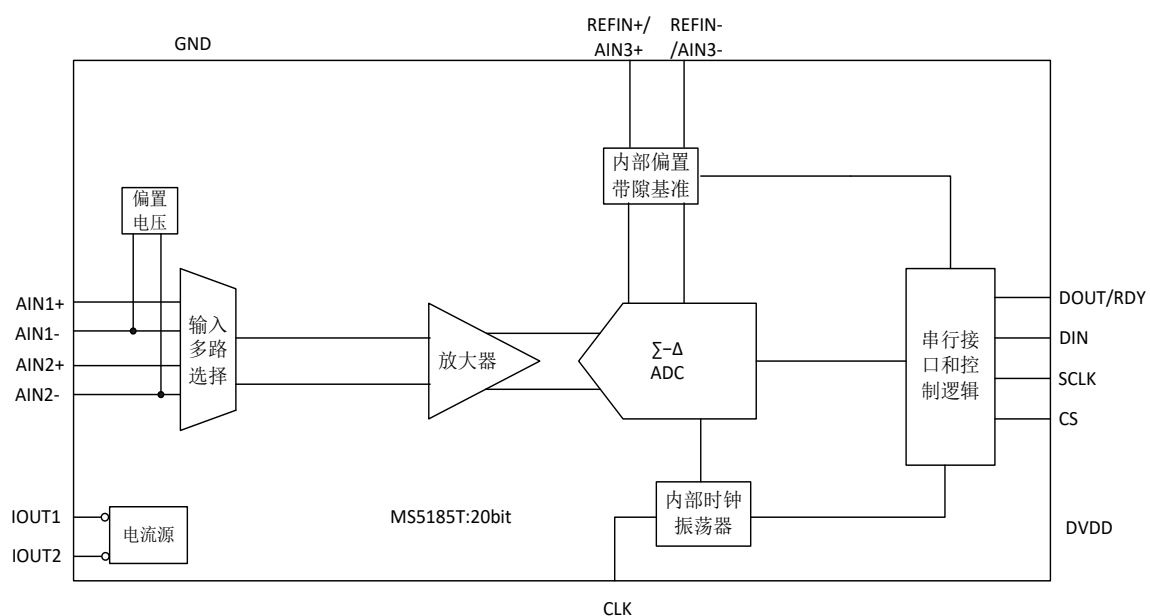 REFIN+/
AIN3+
REFIN-
/AIN3-
GND
内部偏置
带隙基准
偏置
电压
AIN1+
AIN1-
AIN2+
AIN2-
输入
多路
选择
放大器
∑-Δ
ADC
串行接
口和控
制逻辑
DOUT/RDY
DIN
SCLK
CS
IOUT1
IOUT2
电流源
MS5185T:20bit
内部时钟
振荡器
DVDD
CLK